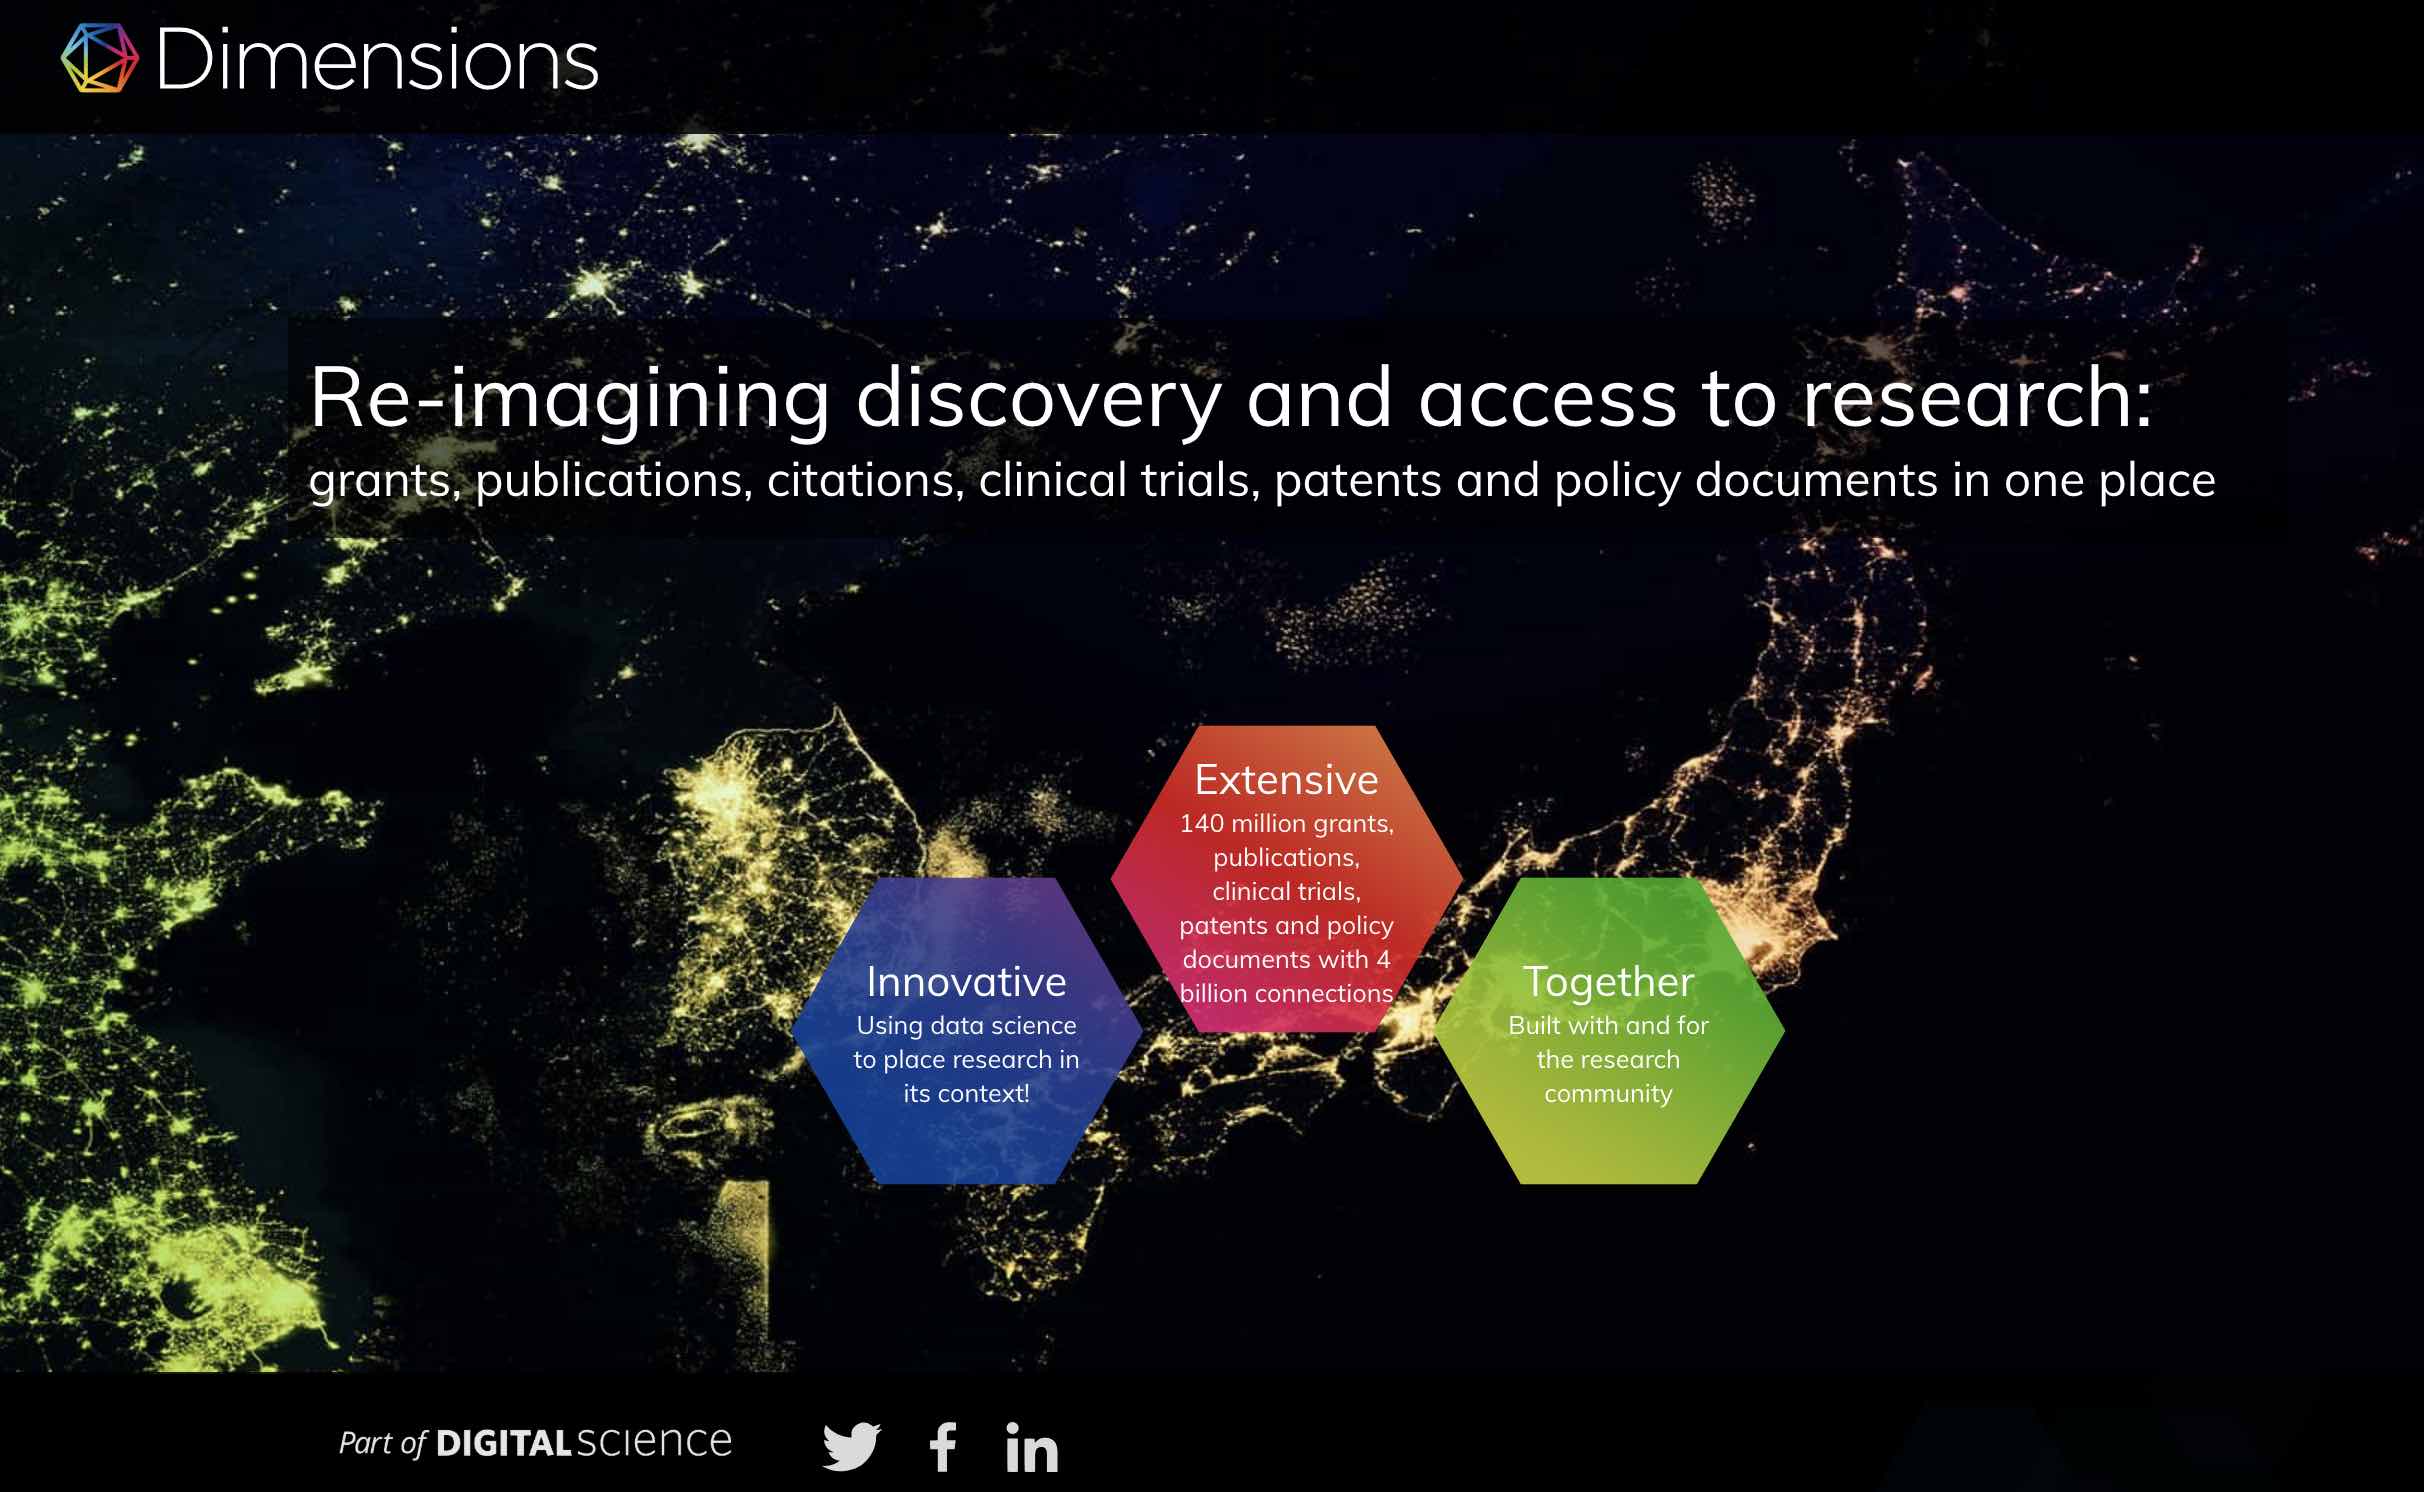 Dimensions
Re-imagining discovery and access to research:
grants, publications, citations, clinical trials, patents and policy documents in one place
Extensive
140 million grants,
publications,
clinical trials,
patents and policy
documents with 4
billion connections
Innovative
Using data science
to place research in
its context!
Together
Built with and for
the research
community
Part of DIGITAL SCIENCE